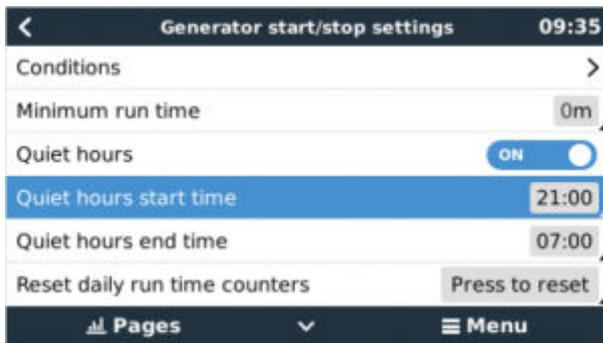 Generator start/stop settings 09:35
Conditions
Minimum run time 0m
Quiet hours ON
Quiet hours start time 21:00
Quiet hours end time 07:00
Reset daily run time counters Press to reset
Pages Menu